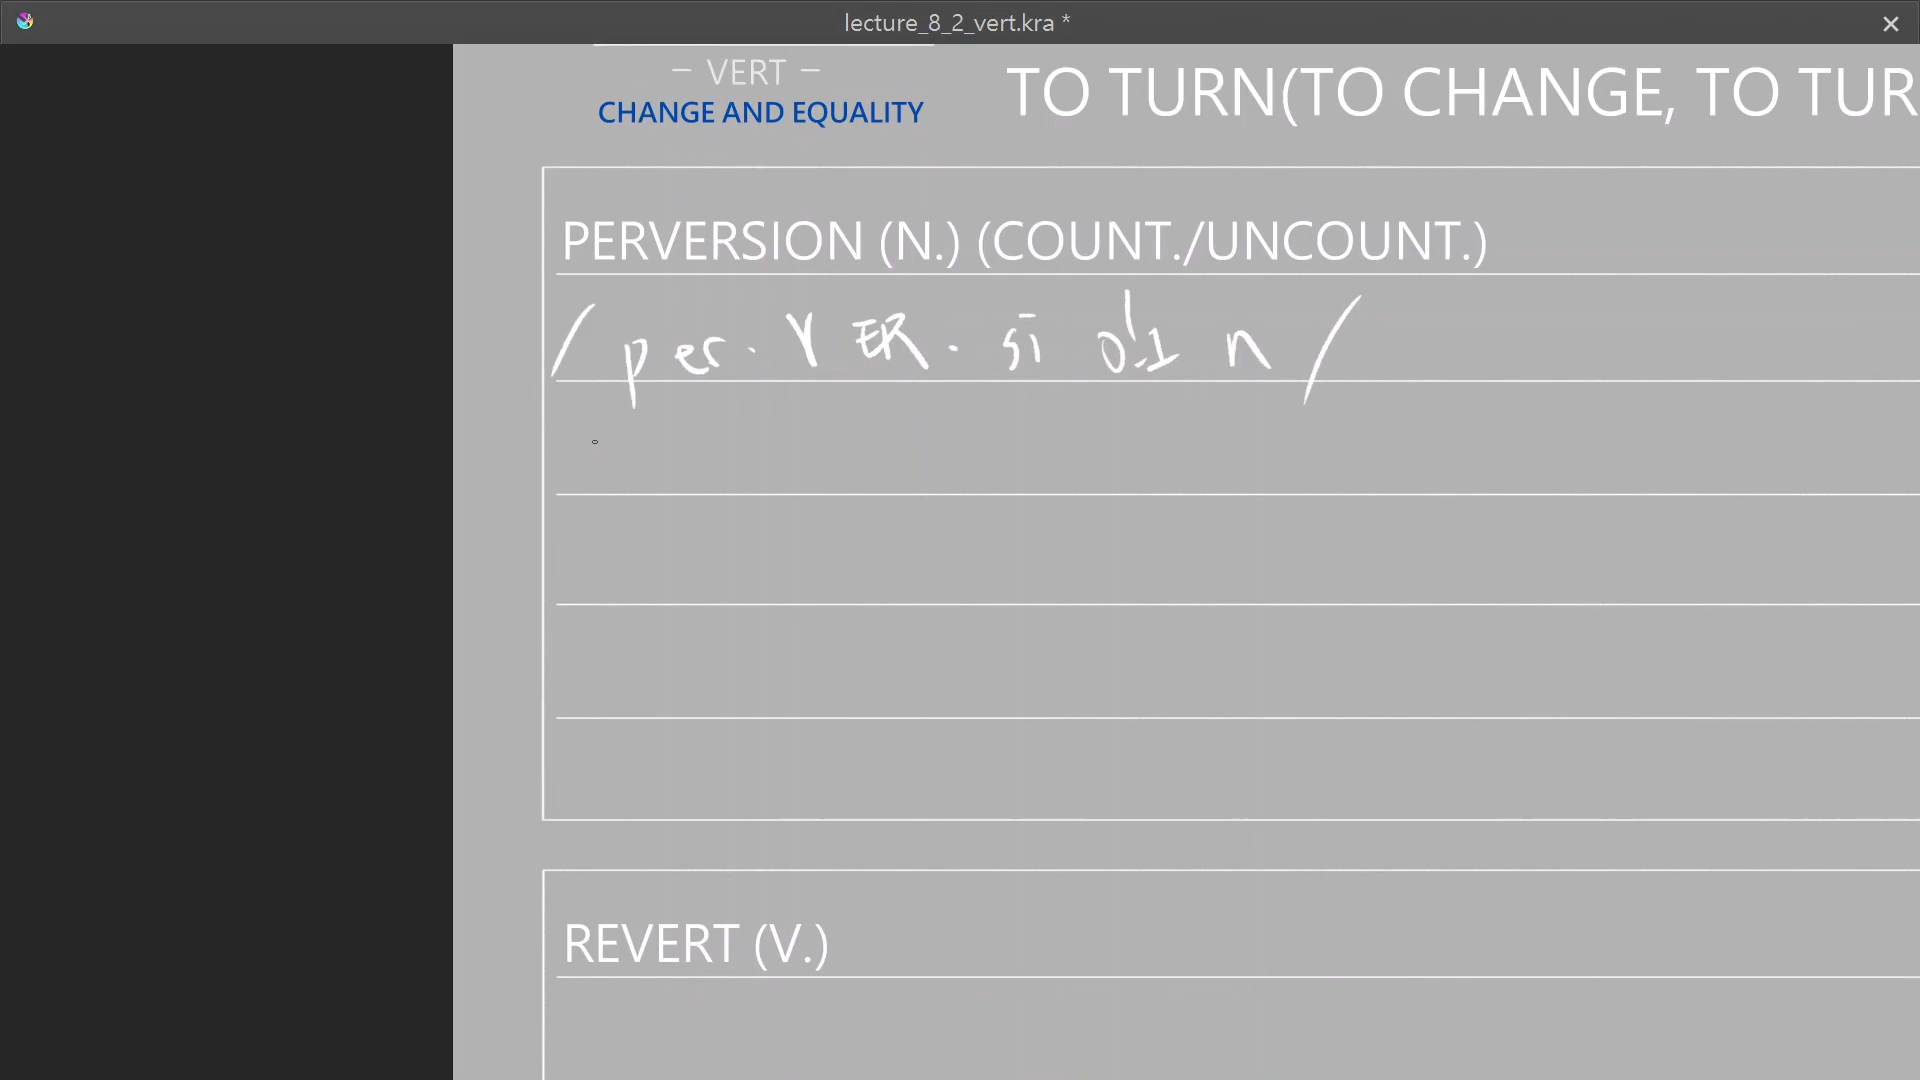 lecture_8_2_vert.kra *
– VERT –
CHANGE AND EQUALITY
TO TURN(TO CHANGE, TO TUR
PERVERSION (N.) (COUNT./UNCOUNT.)
/ per. VER. si n /
REVERT (V.)